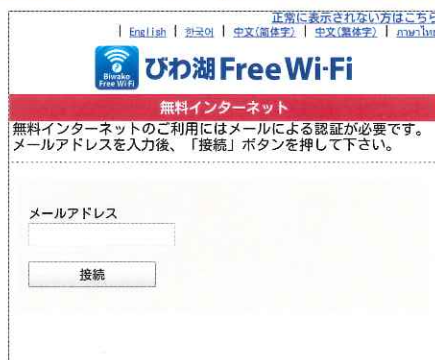 正常に表示されない方はこちら
| English | 한국어 | 中文(简体字) | 中文(繁体字) | ภาษาไทย
Biwako
Free Wi-Fi
びわ湖 Free Wi-Fi
無料インターネット
無料インターネットのご利用にはメールによる認証が必要です。
メールアドレスを入力後、「接続」ボタンを押して下さい。
メールアドレス
接続